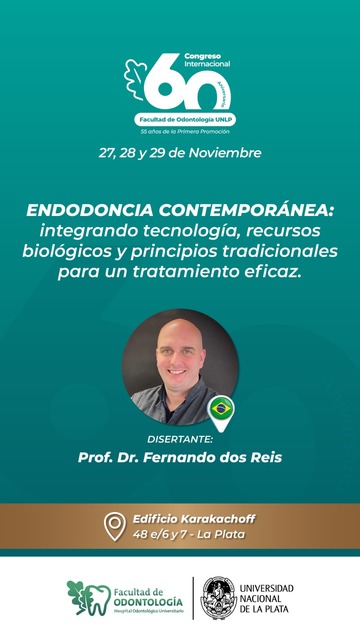 Congreso
Internacional
60
Facultad de Odontología UNLP
55 años de la Primera Promoción
27, 28 y 29 de Noviembre
ENDODONCIA CONTEMPORÁNEA:
integrando tecnología, recursos
biológicos y principios tradicionales
para un tratamiento eficaz.
DISERTANTE:
Prof. Dr. Fernando dos Reis
Edificio Karakachoff
48 e/6 y 7 - La Plata
Facultad de
ODONTOLOGÍA
Hospital Odontológico Universitario
UNIVERSIDAD
NACIONAL
DE LA PLATA